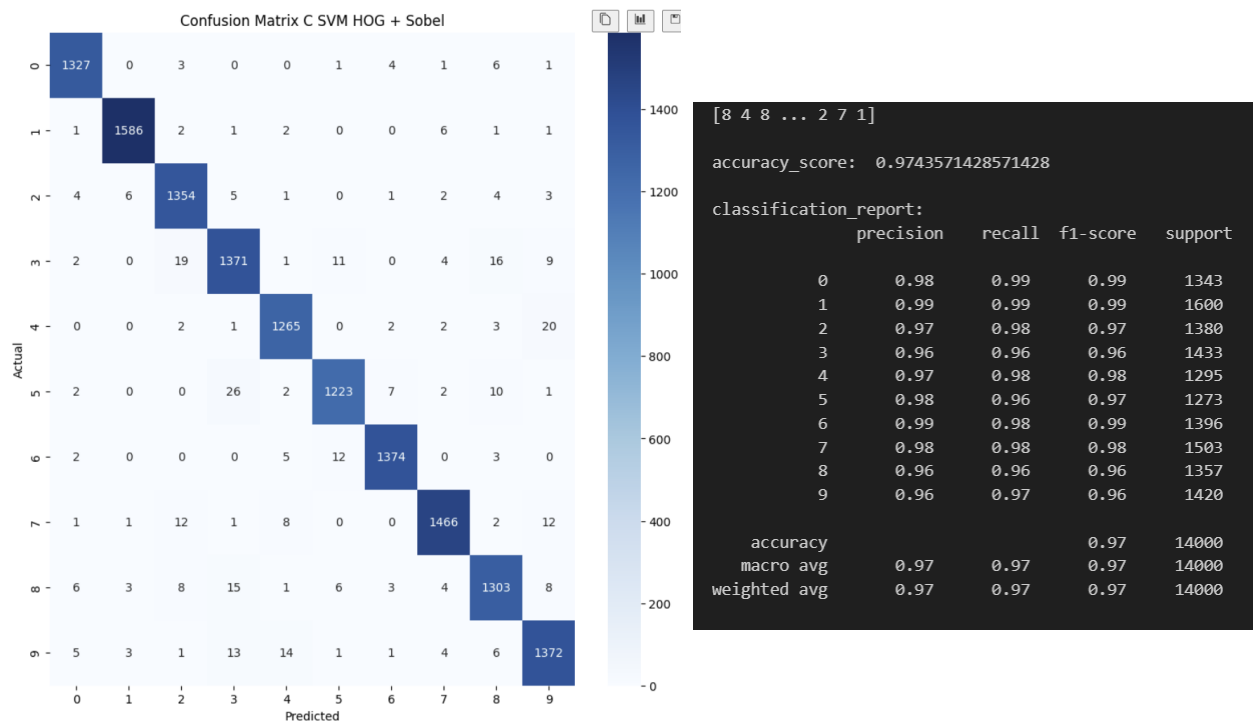 Confusion Matrix C SVM HOG + Sobel
0 1327 0 3 0 0 1 4 1 6 1
1 1 1586 2 1 2 0 0 6 1 1
2 4 6 1354 5 1 0 1 2 4 3
3 2 0 19 1371 1 11 0 4 16 9
4 0 0 2 1 1265 0 2 2 3 20
5 2 0 0 26 2 1223 7 2 10 1
6 2 0 0 0 5 12 1374 0 3 0
7 1 1 12 1 8 0 0 1466 2 12
8 6 3 8 15 1 6 3 4 1303 8
9 5 3 1 13 14 1 1 4 6 1372
0 1 2 3 4 5 6 7 8 9
Actual
Predicted
1400
1200
1000
800
600
400
200
0
[8 4 8 ... 2 7 1]
accuracy_score: 0.9743571428571428
classification_report:
precision recall f1-score support
0 0.98 0.99 0.99 1343
1 0.99 0.99 0.99 1600
2 0.97 0.98 0.97 1380
3 0.96 0.96 0.96 1433
4 0.97 0.98 0.98 1295
5 0.98 0.96 0.97 1273
6 0.99 0.98 0.99 1396
7 0.98 0.98 0.98 1503
8 0.96 0.96 0.96 1357
9 0.96 0.97 0.96 1420
accuracy 0.97 14000
macro avg 0.97 0.97 0.97 14000
weighted avg 0.97 0.97 0.97 14000